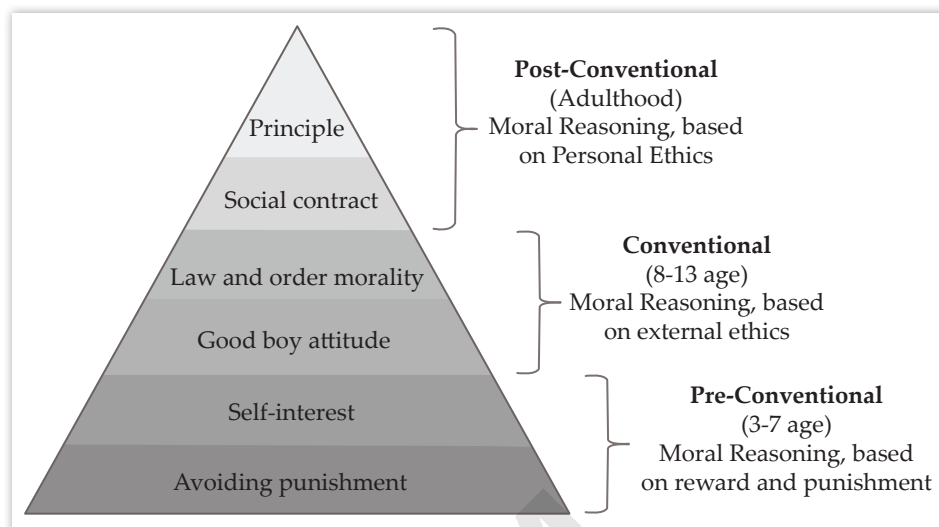 Principle
Social contract
Law and order morality
Good boy attitude
Self-interest
Avoiding punishment
Post-Conventional
(Adulthood)
Moral Reasoning, based
on Personal Ethics
Conventional
(8-13 age)
Moral Reasoning, based
on external ethics
Pre-Conventional
(3-7 age)
Moral Reasoning, based
on reward and punishment